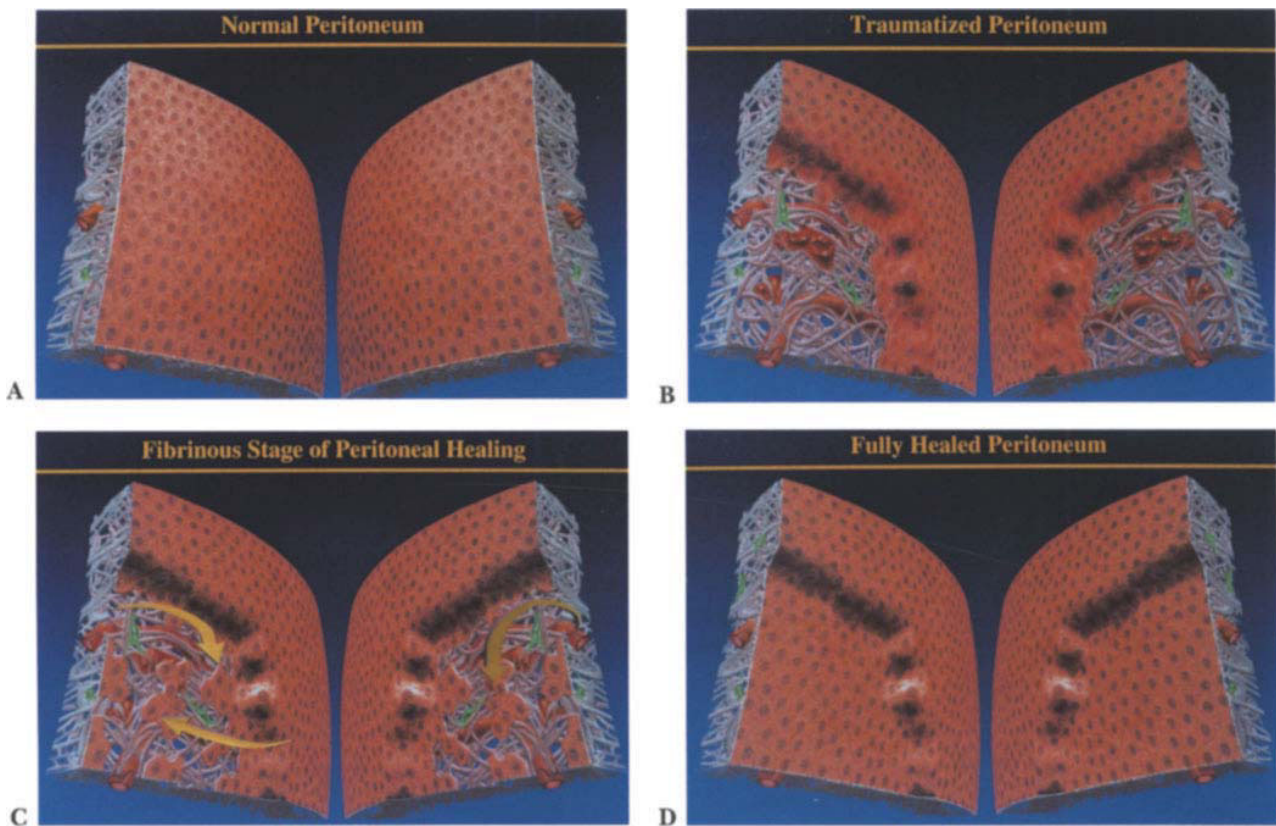 Normal Peritoneum
A
Traumatized Peritoneum
B
Fibrinous Stage of Peritoneal Healing
C
Fully Healed Peritoneum
D